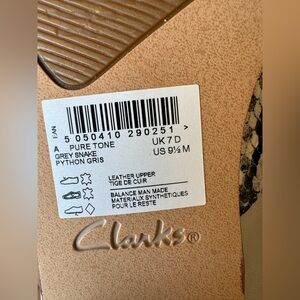 EAN
5 050410 290251 >
A PURE TONE UK 7 D
GREY SNAKE US 9½ M
PYTHON GRIS
LEATHER UPPER
TIGE DE CUIR
BALANCE MAN MADE
MATERIAUX SYNTHETIQUES
POUR LE RESTE
Clarks